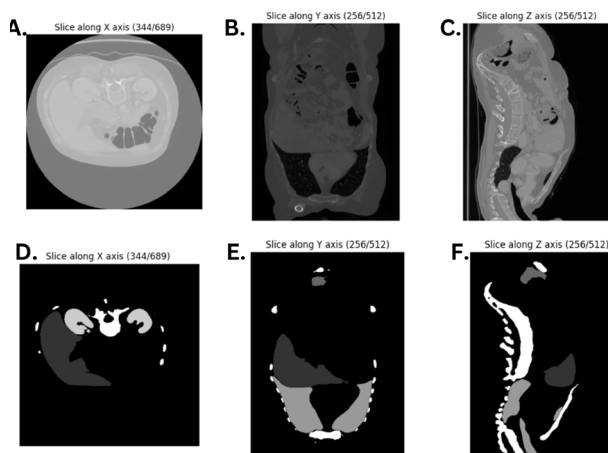 A.
Slice along X axis (344/689)
B.
Slice along Y axis (256/512)
C.
Slice along Z axis (256/512)
D.
Slice along X axis (344/689)
E.
Slice along Y axis (256/512)
F.
Slice along Z axis (256/512)